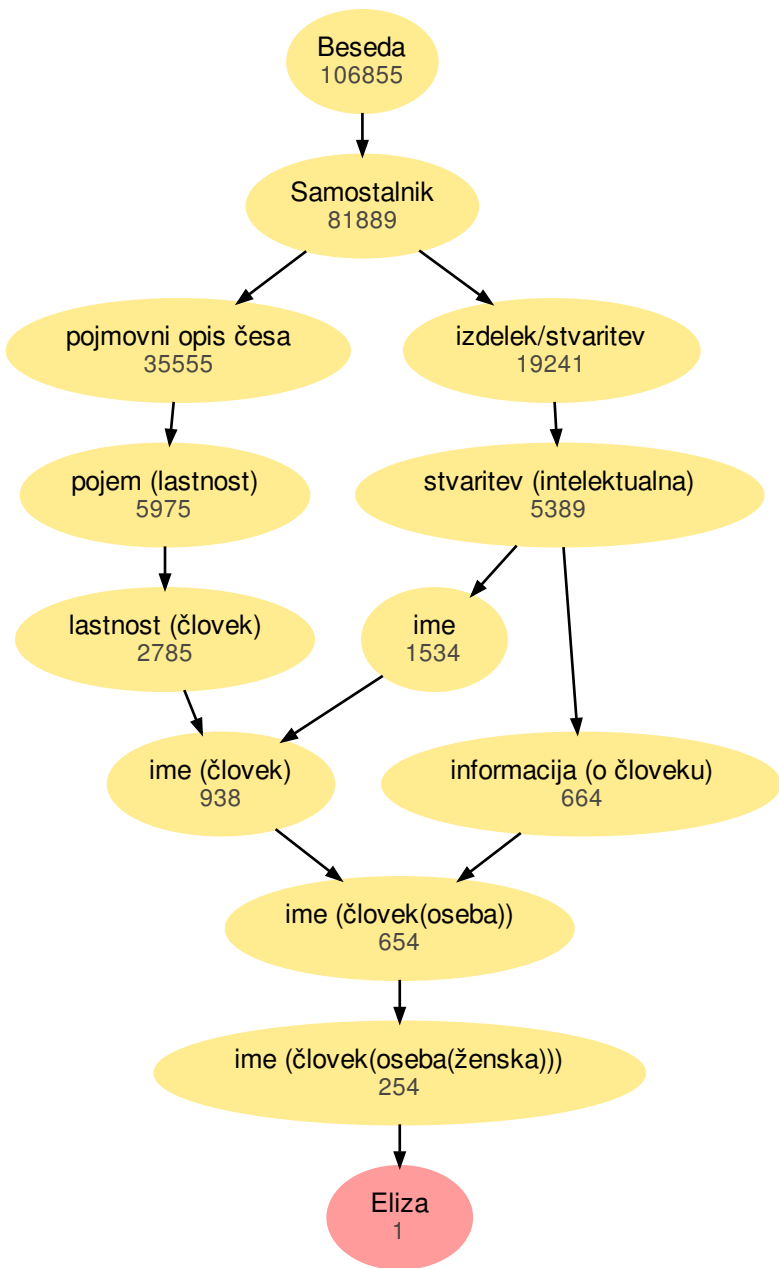 Beseda
106855
Samostalnik
81889
pojmovni opis česa
35555
izdelek/stvaritev
19241
pojem (lastnost)
5975
stvaritev (intelektualna)
5389
lastnost (človek)
2785
ime
1534
ime (človek)
938
informacija (o človeku)
664
ime (človek(oseba))
654
ime (človek(oseba(ženska)))
254
Eliza
1